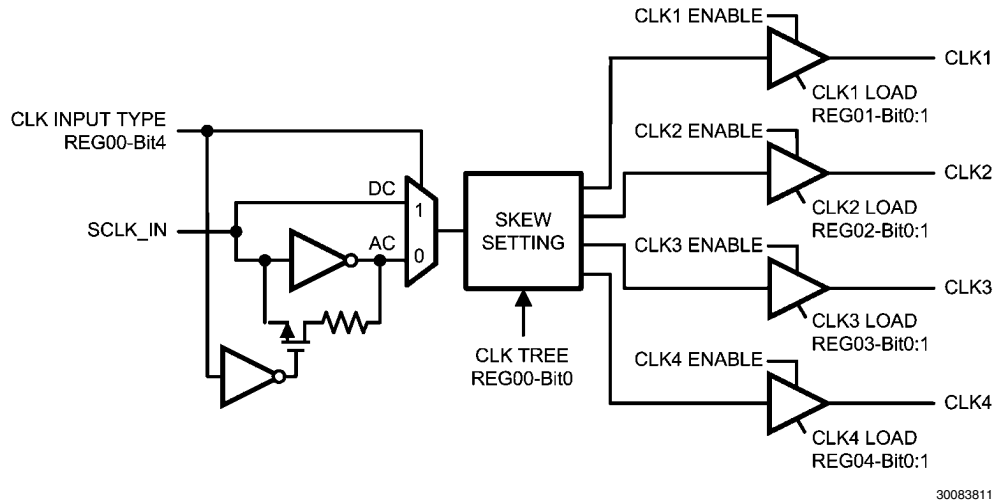 CLK1 ENABLE
CLK1
CLK1 LOAD
REG01-Bit0:1
CLK INPUT TYPE
REG00-Bit4
CLK2 ENABLE
CLK2
CLK2 LOAD
REG02-Bit0:1
DC
1
SCLK_IN
AC
0
SKEW
SETTING
CLK3 ENABLE
CLK3
CLK3 LOAD
REG03-Bit0:1
CLK TREE
REG00-Bit0
CLK4 ENABLE
CLK4
CLK4 LOAD
REG04-Bit0:1
30083811